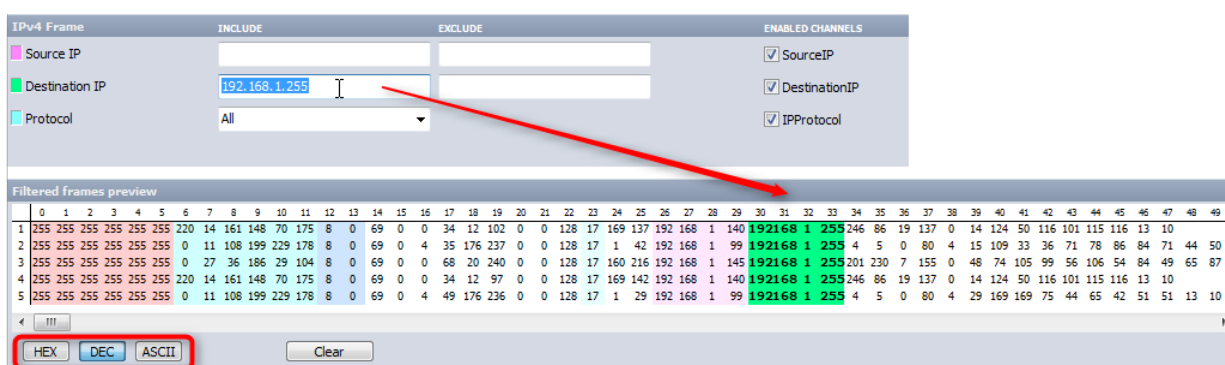 IPv4 Frame INCLUDE EXCLUDE ENABLED CHANNELS
Source IP SourceIP
Destination IP 192.168.1.255 DestinationIP
Protocol All IPProtocol
Filtered frames preview
0 1 2 3 4 5 6 7 8 9 10 11 12 13 14 15 16 17 18 19 20 21 22 23 24 25 26 27 28 29 30 31 32 33 34 35 36 37 38 39 40 41 42 43 44 45 46 47 48 49
1 255 255 255 255 255 255 220 14 161 148 70 175 8 0 69 0 0 34 12 102 0 0 128 17 169 137 192 168 1 140 192 168 1 255 246 86 19 137 0 14 124 50 116 101 115 116 13 10
2 255 255 255 255 255 255 0 11 108 199 229 178 8 0 69 0 4 35 176 237 0 0 128 17 1 42 192 168 1 99 192 168 1 255 4 5 0 80 4 15 109 33 36 71 78 86 84 71 44 50
3 255 255 255 255 255 255 0 27 36 186 29 104 8 0 69 0 0 68 20 240 0 0 128 17 160 216 192 168 1 145 192 168 1 255 201 230 7 155 0 48 74 105 99 56 106 54 84 49 65 87
4 255 255 255 255 255 255 220 14 161 148 70 175 8 0 69 0 0 34 12 97 0 0 128 17 169 142 192 168 1 140 192 168 1 255 246 86 19 137 0 14 124 50 116 101 115 116 13 10
5 255 255 255 255 255 255 0 11 108 199 229 178 8 0 69 0 4 49 176 236 0 0 128 17 1 29 192 168 1 99 192 168 1 255 4 5 0 80 4 29 169 169 75 44 65 42 51 51 13 10
HEX DEC ASCII Clear